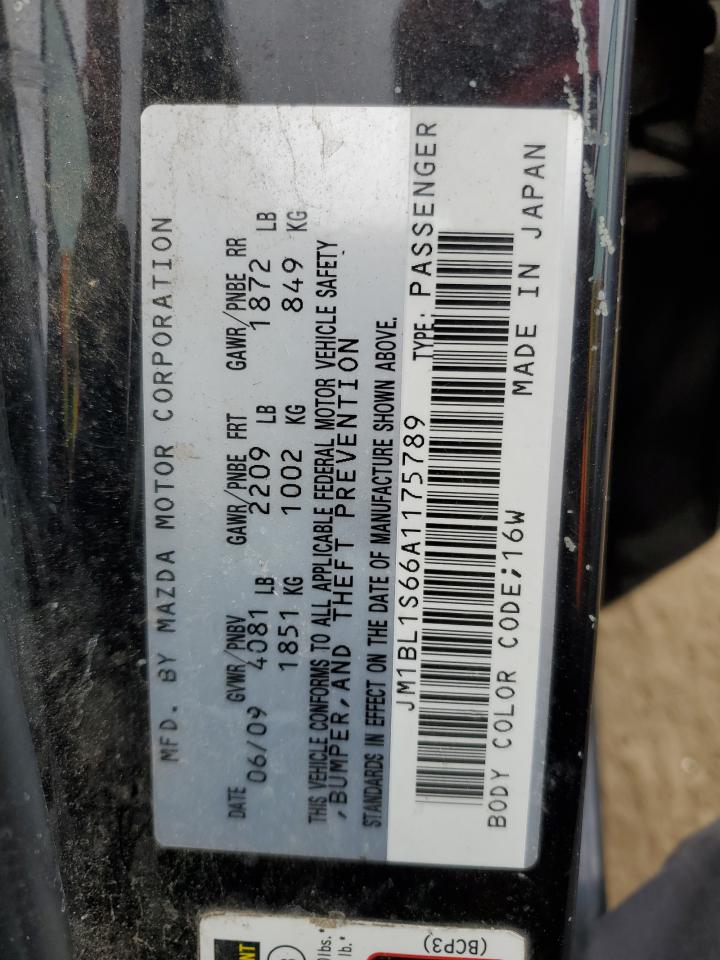 MFD. BY MAZDA MOTOR CORPORATION
DATE GVWR/PNBV GAWR/PNBE FRT GAWR/PNBE RR
06/09 4081 LB 2209 LB 1872 LB
1851 KG 1002 KG 849 KG
THIS VEHICLE CONFORMS TO ALL APPLICABLE FEDERAL MOTOR VEHICLE SAFETY
,BUMPER,AND THEFT PREVENTION
STANDARDS IN EFFECT ON THE DATE OF MANUFACTURE SHOWN ABOVE.
JM1BL1S66A1175789 TYPE: PASSENGER
BODY COLOR CODE;16W MADE IN JAPAN
NT
lbs.*
lb.*
(BCP3)